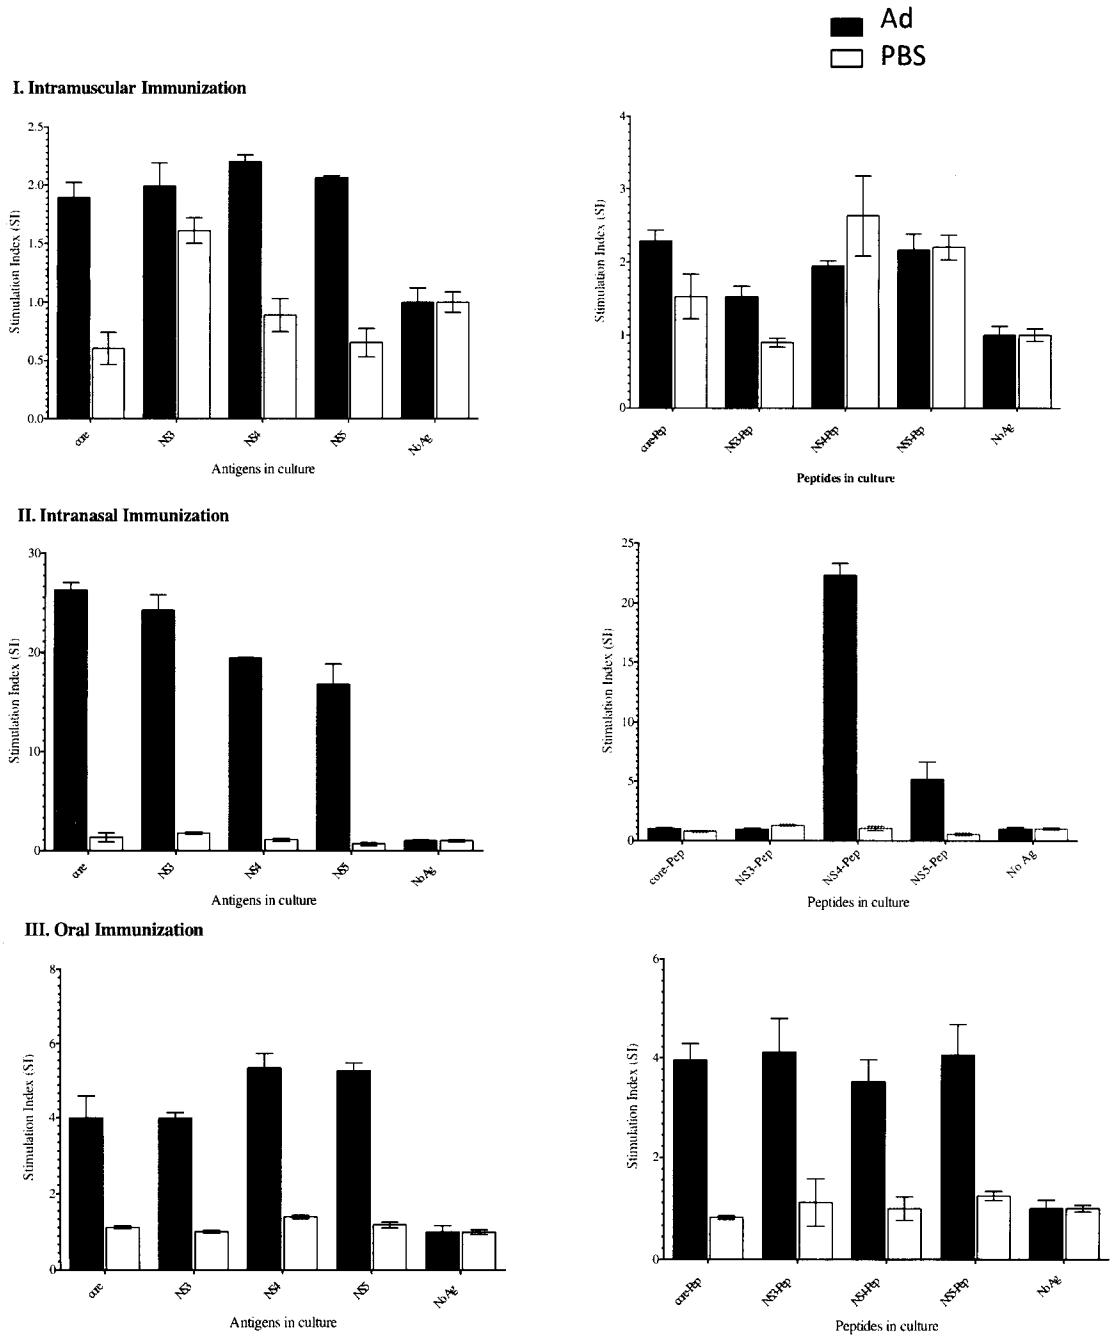 Ad
PBS
I. Intramuscular Immunization
2.5
2.0
1.5
1.0
0.5
0.0
Stimulation Index (SI)
core
NS3
NS4
NS5
No Ag
Antigens in culture
4
3
2
1
0
Stimulation Index (SI)
core-Pep
NS3-Pep
NS4-Pep
NS5-Pep
No Ag
Peptides in culture
II. Intranasal Immunization
30
20
10
0
Stimulation Index (SI)
core
NS3
NS4
NS5
No Ag
Antigens in culture
25
20
15
10
5
0
Stimulation Index (SI)
core-Pep
NS3-Pep
NS4-Pep
NS5-Pep
No Ag
Peptides in culture
III. Oral Immunization
8
6
4
2
0
Stimulation Index (SI)
core
NS3
NS4
NS5
No Ag
Antigens in culture
6
4
2
0
Stimulation Index (SI)
core-Pep
NS3-Pep
NS4-Pep
NS5-Pep
No Ag
Peptides in culture